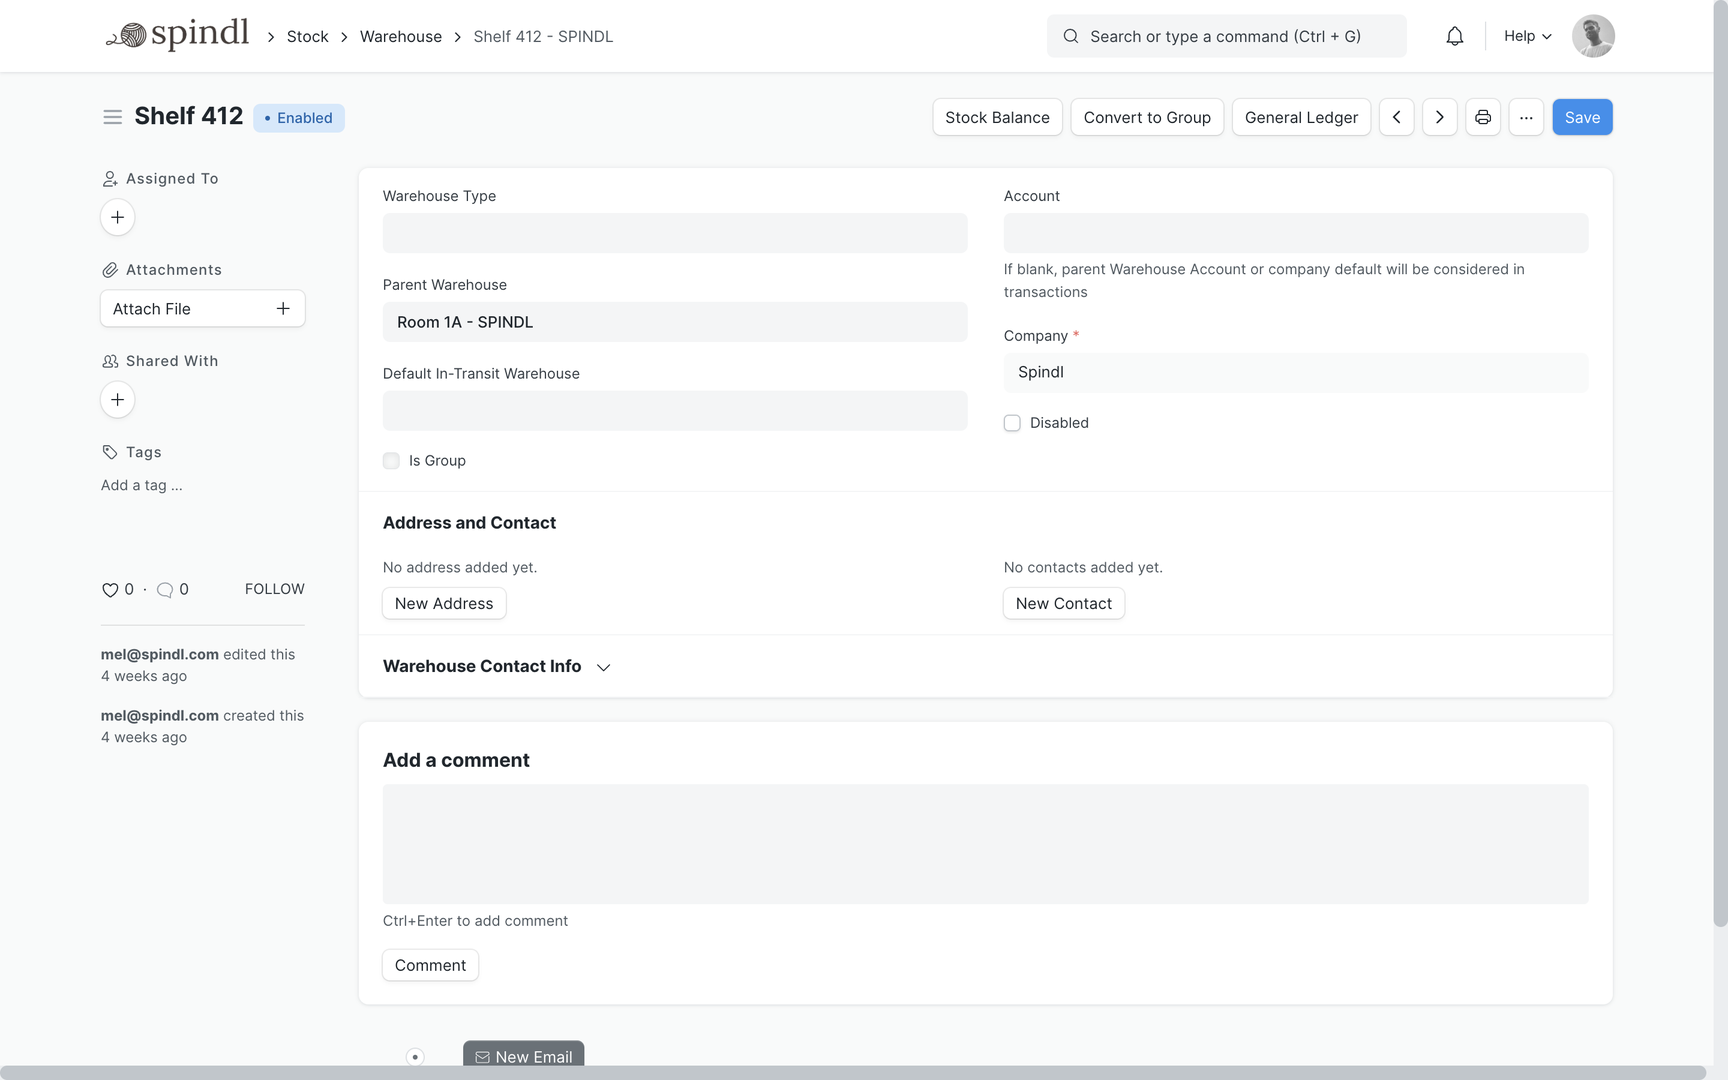 spindl
Stock
Warehouse
Shelf 412 - SPINDL
Search or type a command (Ctrl + G)
Help
Shelf 412
Enabled
Stock Balance
Convert to Group
General Ledger
Save
Assigned To
Attachments
Attach File
Shared With
Tags
Add a tag ...
0 · 0
FOLLOW
mel@spindl.com edited this
4 weeks ago
mel@spindl.com created this
4 weeks ago
Warehouse Type
Parent Warehouse
Room 1A - SPINDL
Default In-Transit Warehouse
Is Group
Account
If blank, parent Warehouse Account or company default will be considered in
transactions
Company *
Spindl
Disabled
Address and Contact
No address added yet.
New Address
No contacts added yet.
New Contact
Warehouse Contact Info
Add a comment
Ctrl+Enter to add comment
Comment
New Email